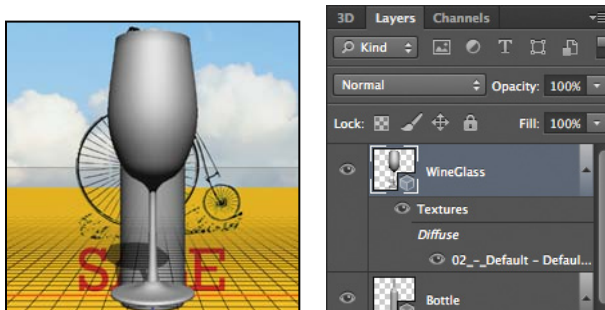 S E
3D Layers Channels
Kind T
Normal Opacity: 100%
Lock: Fill: 100%
WineGlass
Textures
Diffuse
02_-_Default - Defaul...
Bottle